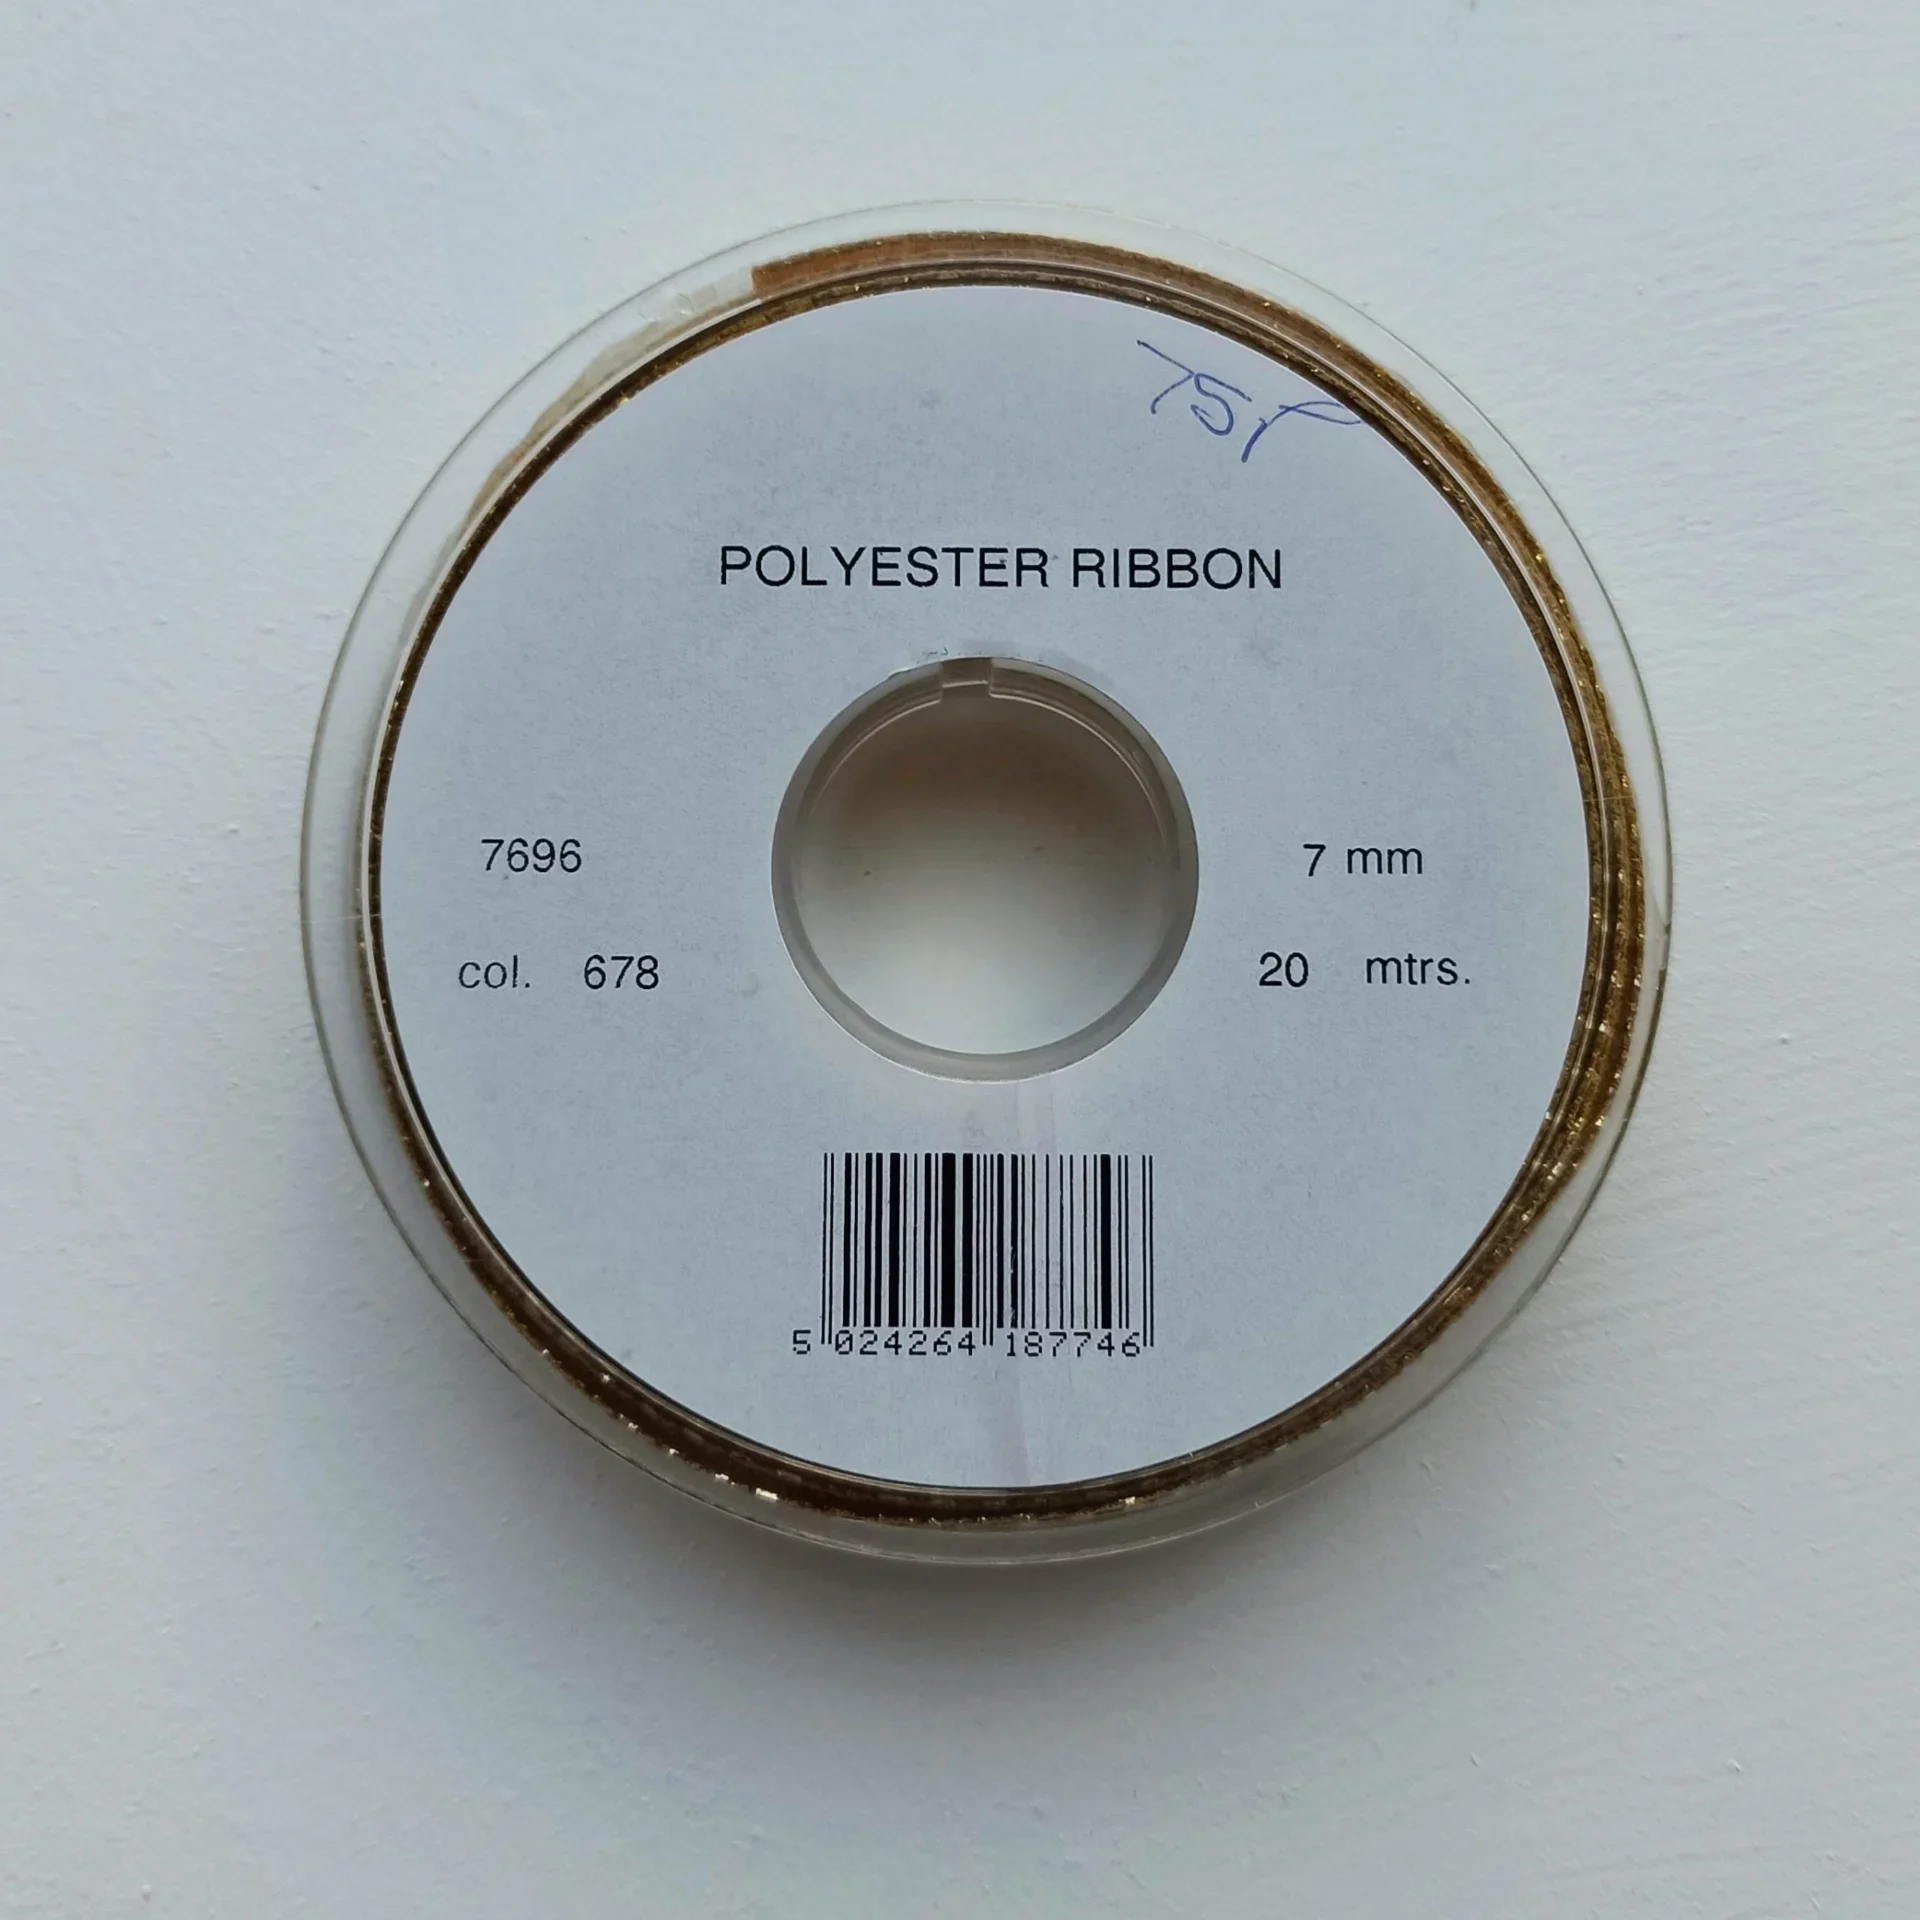 75P
POLYESTER RIBBON
7696
7 mm
col. 678
20 mtrs.
5 024264 187746